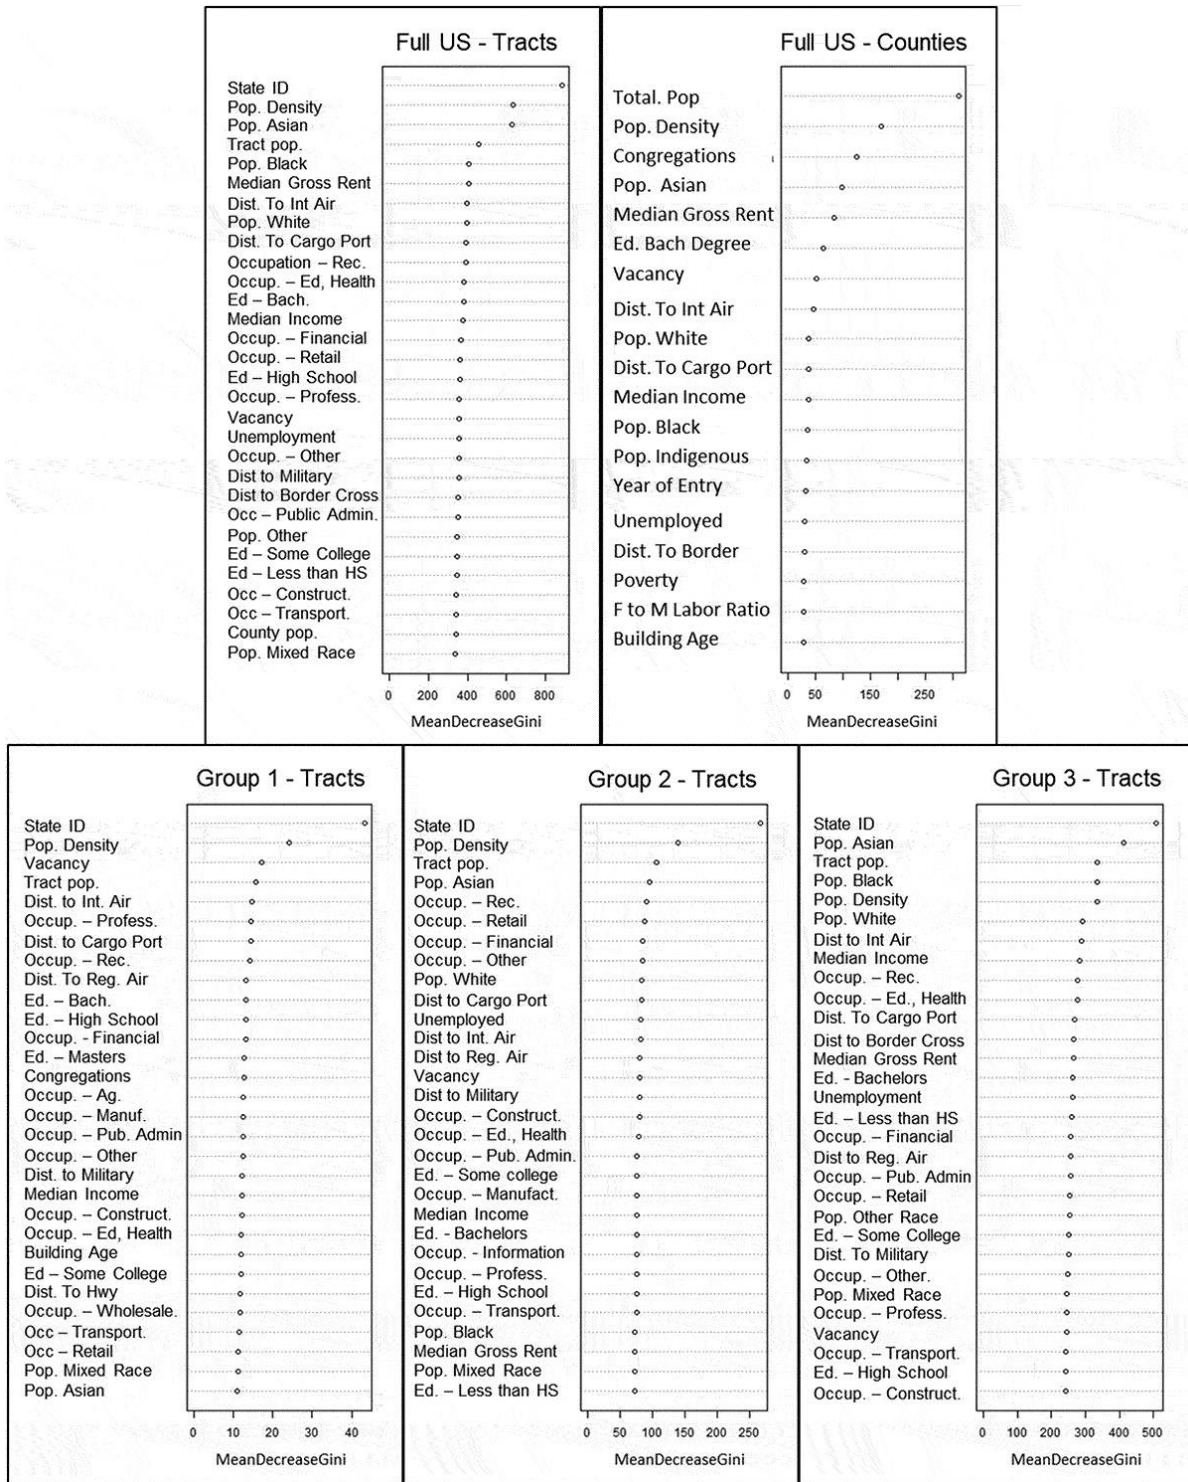 Full US - Tracts
State ID
Pop. Density
Pop. Asian
Tract pop.
Pop. Black
Median Gross Rent
Dist. To Int Air
Pop. White
Dist. To Cargo Port
Occupation – Rec.
Occup. – Ed, Health
Ed – Bach.
Median Income
Occup. – Financial
Occup. – Retail
Ed – High School
Occup. – Profess.
Vacancy
Unemployment
Occup. – Other
Dist to Military
Dist to Border Cross
Occ – Public Admin.
Pop. Other
Ed – Some College
Ed – Less than HS
Occ – Construct.
Occ – Transport.
County pop.
Pop. Mixed Race
0 200 400 600 800
MeanDecreaseGini
Full US - Counties
Total. Pop
Pop. Density
Congregations
Pop. Asian
Median Gross Rent
Ed. Bach Degree
Vacancy
Dist. To Int Air
Pop. White
Dist. To Cargo Port
Median Income
Pop. Black
Pop. Indigenous
Year of Entry
Unemployed
Dist. To Border
Poverty
F to M Labor Ratio
Building Age
0 50 150 250
MeanDecreaseGini
Group 1 - Tracts
State ID
Pop. Density
Vacancy
Tract pop.
Dist. to Int. Air
Occup. – Profess.
Dist. to Cargo Port
Occup. – Rec.
Dist. To Reg. Air
Ed. – Bach.
Ed. – High School
Occup. - Financial
Ed. – Masters
Congregations
Occup. – Ag.
Occup. – Manuf.
Occup. – Pub. Admin
Occup. – Other
Dist. to Military
Median Income
Occup. – Construct.
Occup. – Ed, Health
Building Age
Ed – Some College
Dist. To Hwy
Occup. – Wholesale.
Occ – Transport.
Occ – Retail
Pop. Mixed Race
Pop. Asian
0 10 20 30 40
MeanDecreaseGini
Group 2 - Tracts
State ID
Pop. Density
Tract pop.
Pop. Asian
Occup. – Rec.
Occup. – Retail
Occup. – Financial
Occup. – Other
Pop. White
Dist to Cargo Port
Unemployed
Dist to Int. Air
Dist to Reg. Air
Vacancy
Dist to Military
Occup. – Construct.
Occup. – Ed., Health
Occup. – Pub. Admin.
Ed. – Some college
Occup. – Manufact.
Median Income
Ed. - Bachelors
Occup. - Information
Occup. – Profess.
Ed. – High School
Occup. – Transport.
Pop. Black
Median Gross Rent
Pop. Mixed Race
Ed. – Less than HS
0 50 100 150 200 250
MeanDecreaseGini
Group 3 - Tracts
State ID
Pop. Asian
Tract pop.
Pop. Black
Pop. Density
Pop. White
Dist to Int Air
Median Income
Occup. – Rec.
Occup. – Ed., Health
Dist. To Cargo Port
Dist to Border Cross
Median Gross Rent
Ed. - Bachelors
Unemployment
Ed. – Less than HS
Occup. – Financial
Dist to Reg. Air
Occup. – Pub. Admin
Occup. – Retail
Pop. Other Race
Ed. – Some College
Dist. To Military
Occup. – Other.
Pop. Mixed Race
Occup. – Profess.
Vacancy
Occup. – Transport.
Ed. – High School
Occup. – Construct.
0 100 200 300 400 500
MeanDecreaseGini